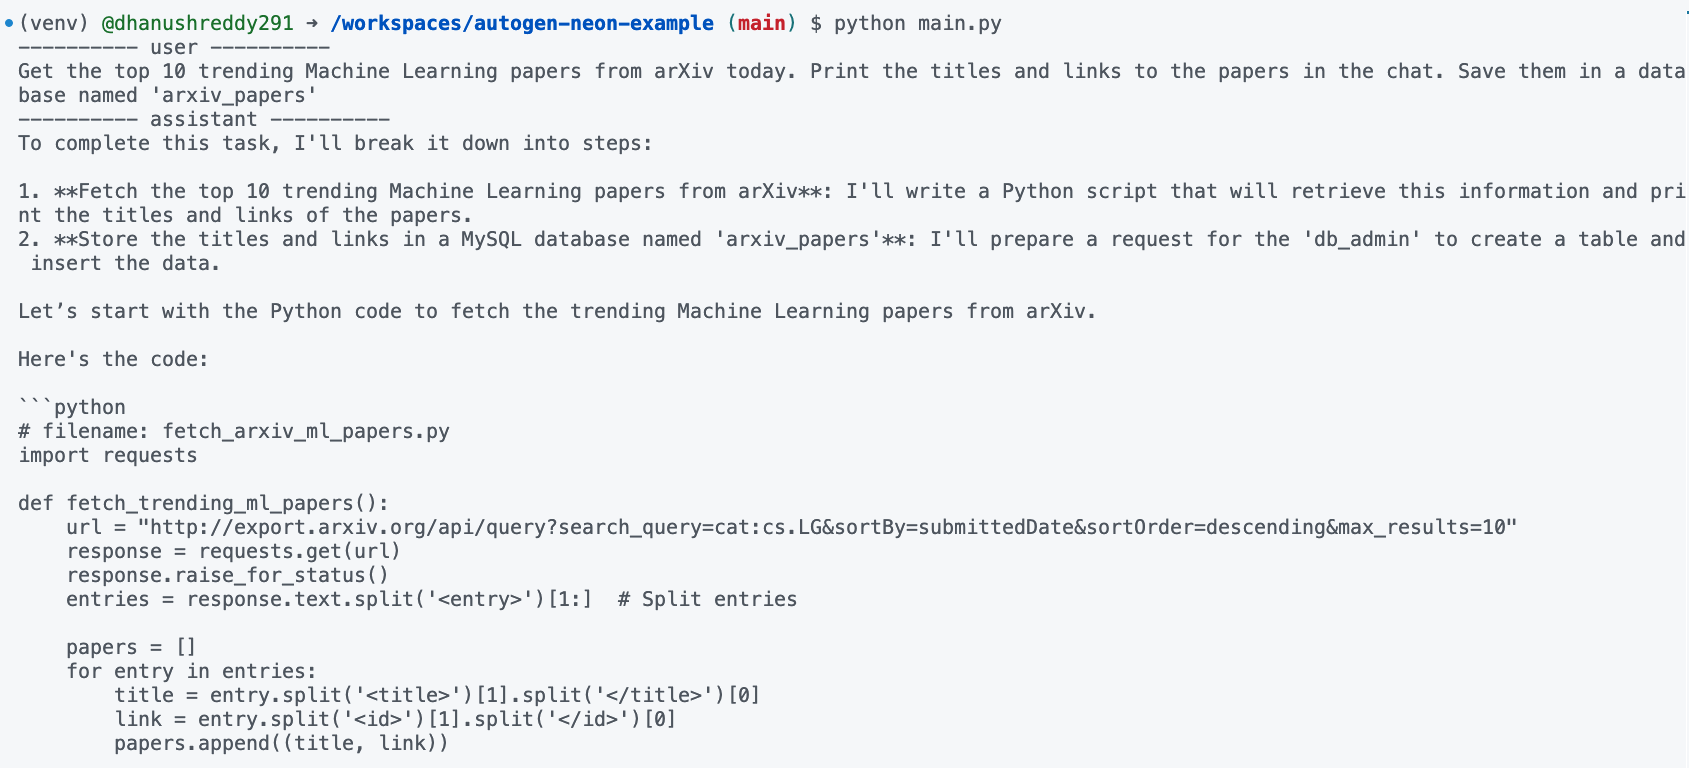 (venv) @dhanushreddy291 → /workspaces/autogen-neon-example (main) $ python main.py
---------- user ----------
Get the top 10 trending Machine Learning papers from arXiv today. Print the titles and links to the papers in the chat. Save them in a data
base named 'arxiv_papers'
---------- assistant ----------
To complete this task, I'll break it down into steps:

1. **Fetch the top 10 trending Machine Learning papers from arXiv**: I'll write a Python script that will retrieve this information and pri
nt the titles and links of the papers.
2. **Store the titles and links in a MySQL database named 'arxiv_papers'**: I'll prepare a request for the 'db_admin' to create a table and
 insert the data.

Let’s start with the Python code to fetch the trending Machine Learning papers from arXiv.

Here's the code:

```python
# filename: fetch_arxiv_ml_papers.py
import requests

def fetch_trending_ml_papers():
    url = "http://export.arxiv.org/api/query?search_query=cat:cs.LG&sortBy=submittedDate&sortOrder=descending&max_results=10"
    response = requests.get(url)
    response.raise_for_status()
    entries = response.text.split('<entry>')[1:]  # Split entries

    papers = []
    for entry in entries:
        title = entry.split('<title>')[1].split('</title>')[0]
        link = entry.split('<id>')[1].split('</id>')[0]
        papers.append((title, link))